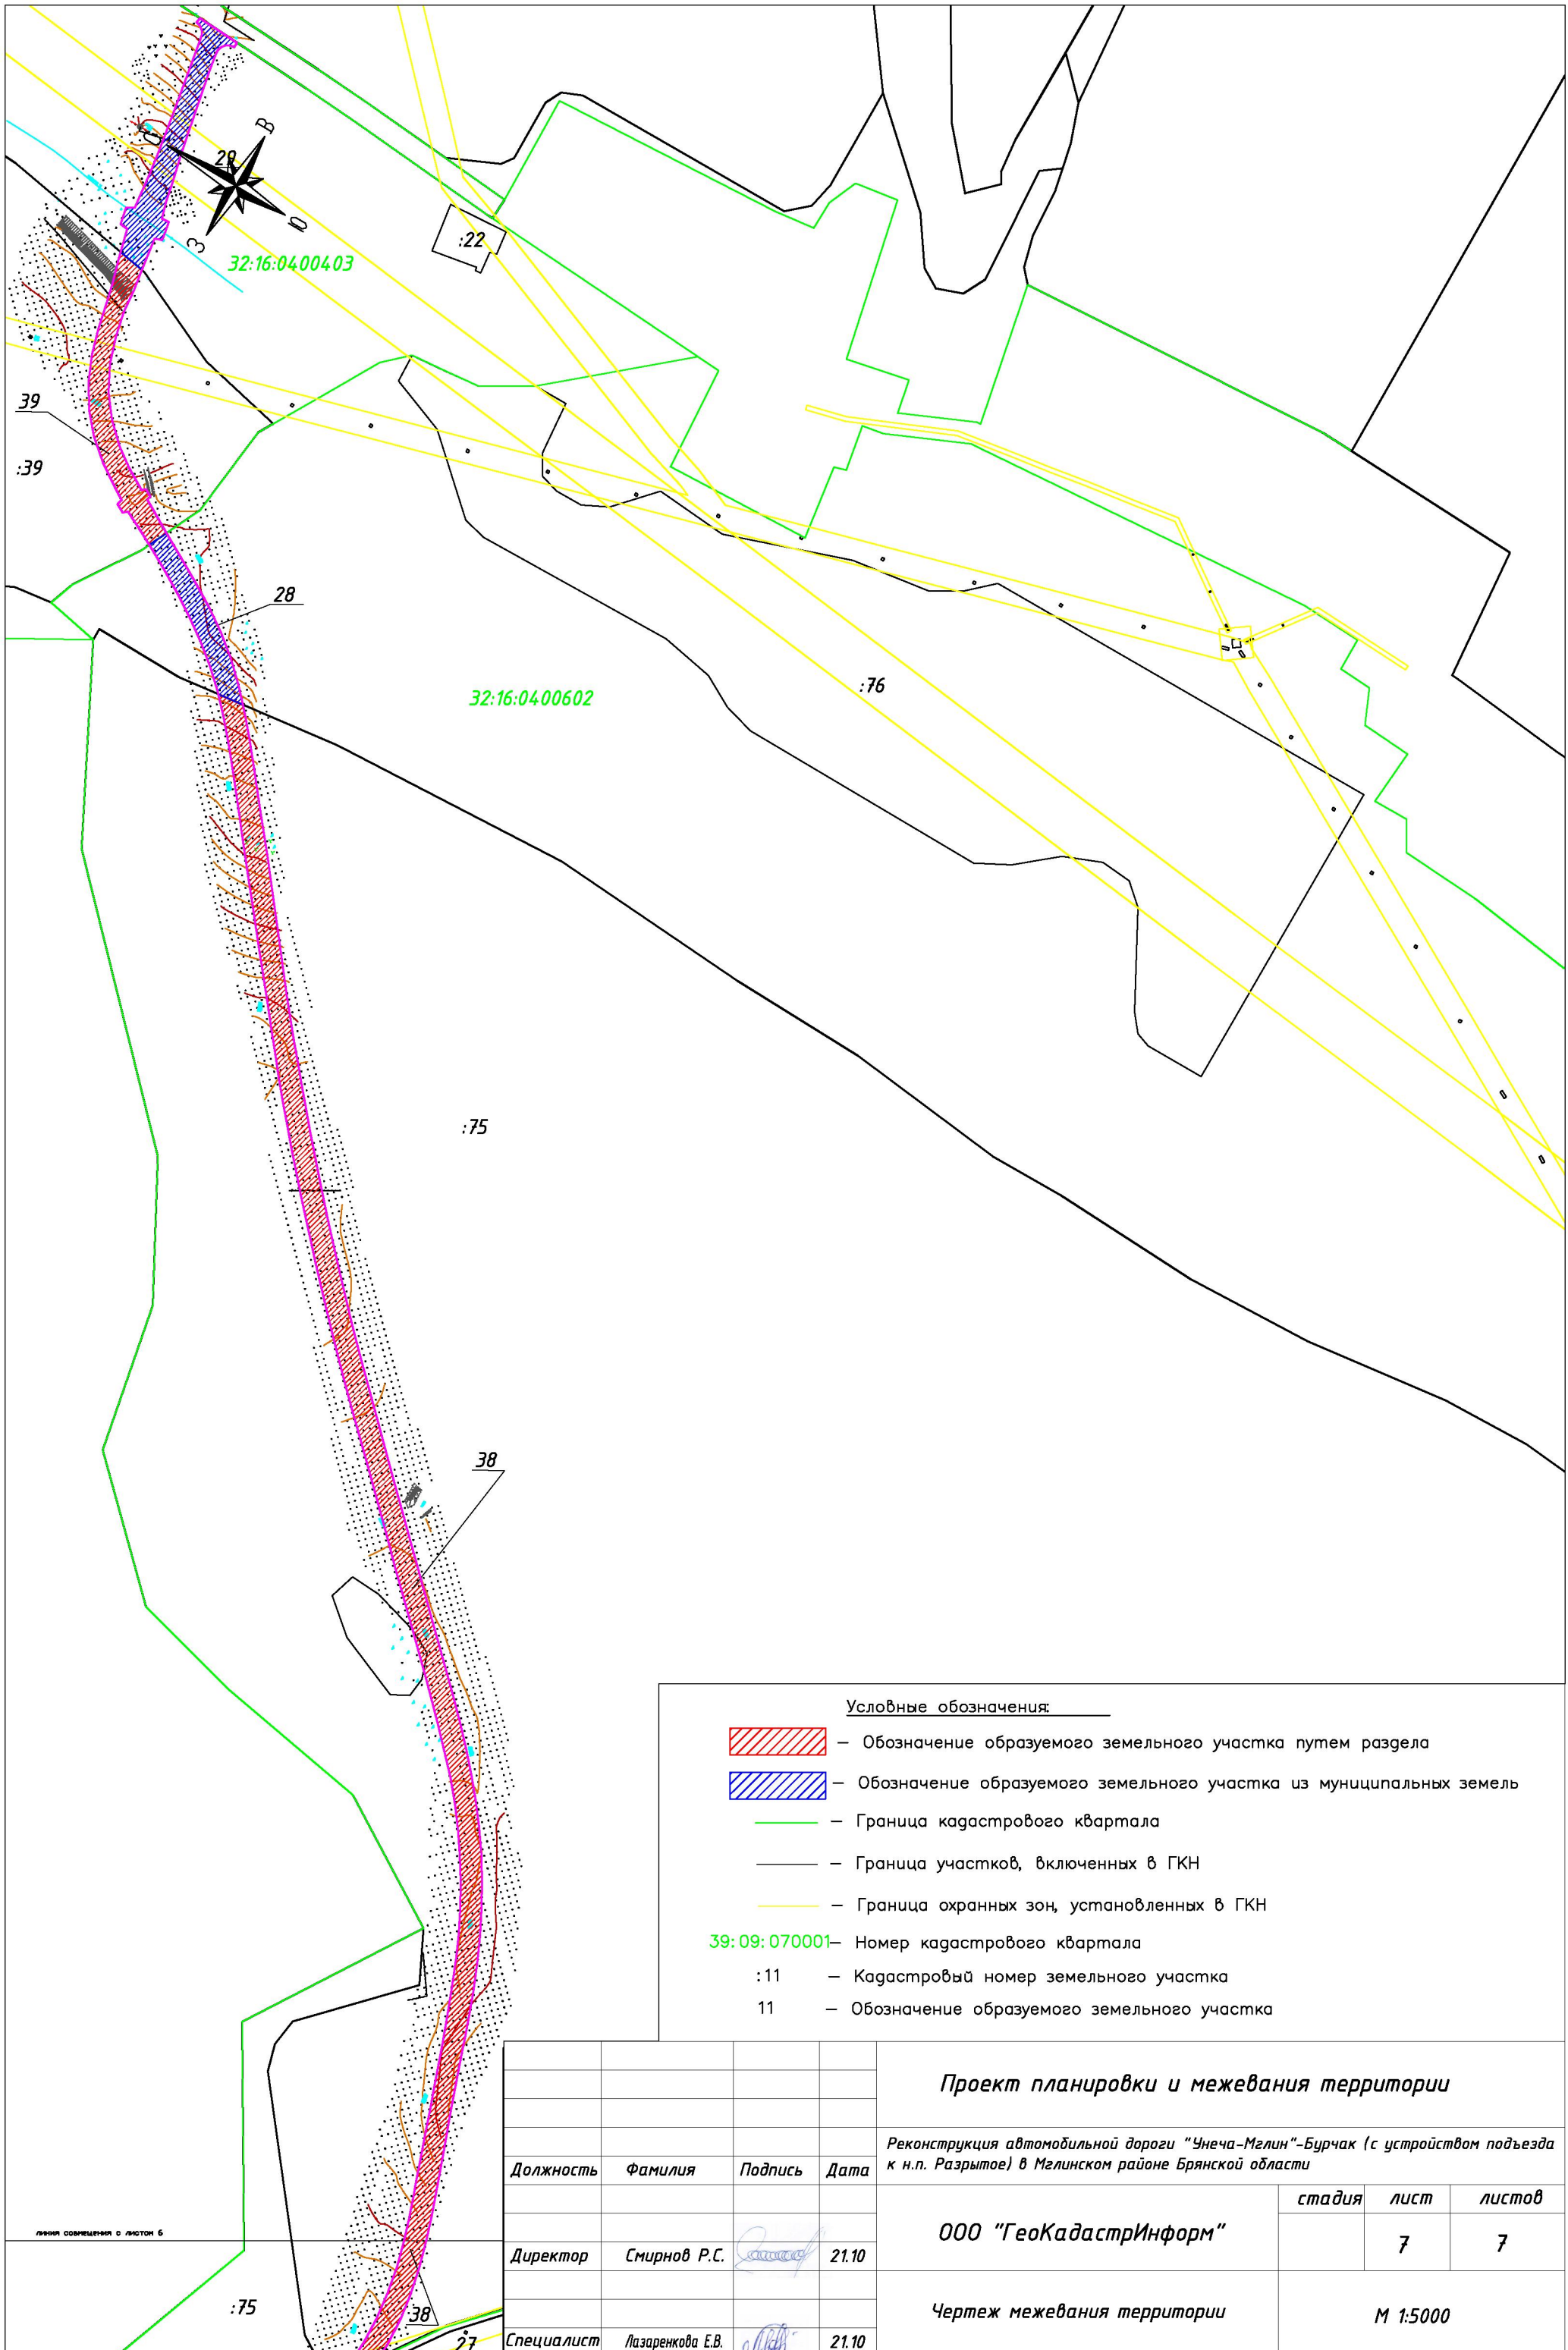 В
С
29
Ю
З
32:16:0400403
:22
39
:39
28
32:16:0400602
:76
:75
38
Условные обозначения:
– Обозначение образуемого земельного участка путем раздела
– Обозначение образуемого земельного участка из муниципальных земель
– Граница кадастрового квартала
– Граница участков, включенных в ГКН
– Граница охранных зон, установленных в ГКН
39:09:070001– Номер кадастрового квартала
:11 – Кадастровый номер земельного участка
11 – Обозначение образуемого земельного участка
Проект планировки и межевания территории
Реконструкция автомобильной дороги "Унеча-Мглин"-Бурчак (с устройством подъезда
к н.п. Разрытое) в Мглинском районе Брянской области
Должность Фамилия Подпись Дата
стадия лист листов
ООО "ГеоКадастрИнформ"
7 7
Директор Смирнов Р.С. 21.10
Чертеж межевания территории
М 1:5000
Специалист Лазаренкова Е.В. 21.10
линия совмещения с листом 6
:75
38
27